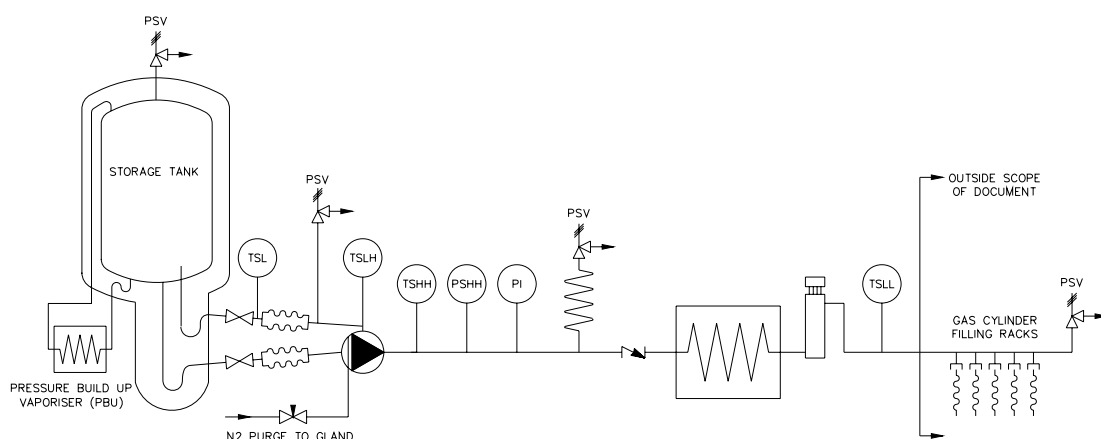 PSV
STORAGE TANK
PSV
TSL
TSLH
TSHH
PSHH
PI
PSV
TSLL
OUTSIDE SCOPE
OF DOCUMENT
PSV
GAS CYLINDER
FILLING RACKS
PRESSURE BUILD UP
VAPORISER (PBU)
N2 PURGE TO GLAND